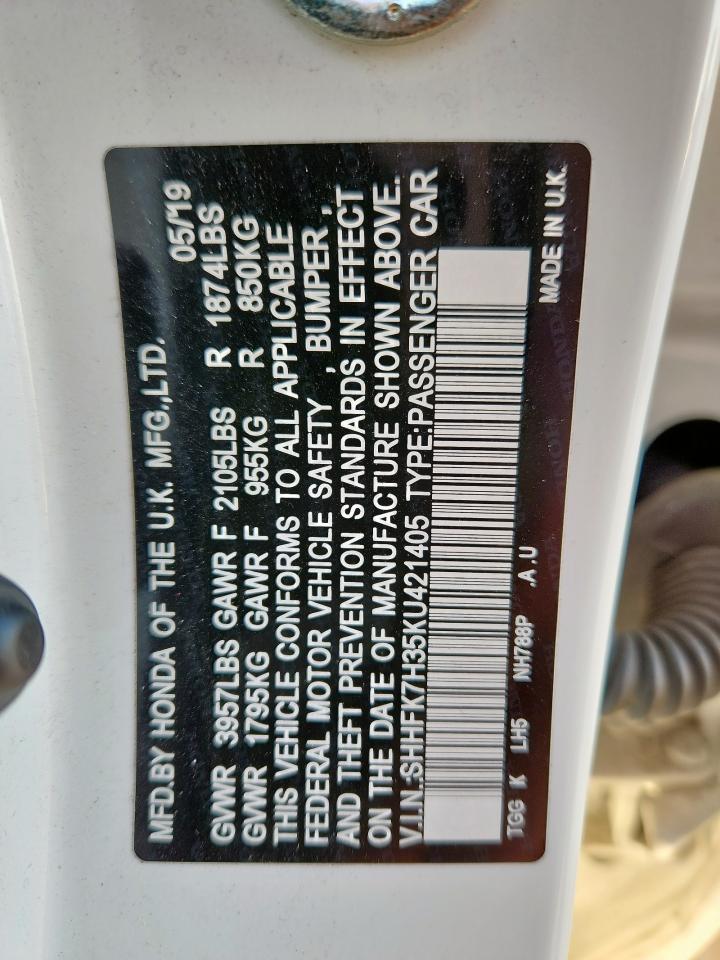 MFD.BY HONDA OF THE U.K. MFG.,LTD. 05/19
GVWR 3957LBS GAWR F 2105LBS R 1874LBS
GVWR 1795KG GAWR F 955KG R 850KG
THIS VEHICLE CONFORMS TO ALL APPLICABLE
FEDERAL MOTOR VEHICLE SAFETY , BUMPER ,
AND THEFT PREVENTION STANDARDS IN EFFECT
ON THE DATE OF MANUFACTURE SHOWN ABOVE.
V.I.N.:SHHFK7H35KU421405 TYPE:PASSENGER CAR
TGG K LH5 NH788P .A.U MADE IN U.K.